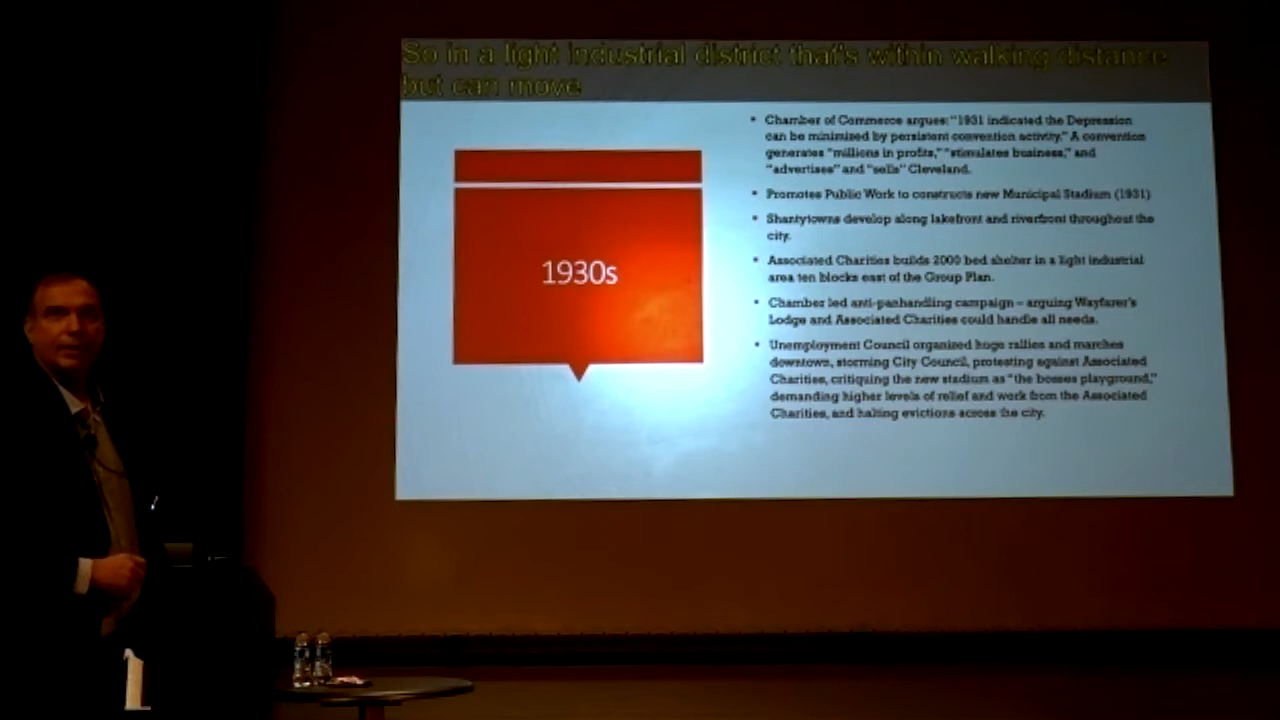 So in a light industrial district that's within walking distance
but can move
1930s
• Chamber of Commerce argues: "1931 indicated the Depression
can be minimized by persistent convention activity." A convention
generates "millions in profits," "stimulates business," and
"advertises" and "sells" Cleveland.
• Promotes Public Work to constructs new Municipal Stadium (1931)
• Shantytowns develop along lakefront and riverfront throughout the
city.
• Associated Charities builds 2000 bed shelter in a light industrial
area ten blocks east of the Group Plan.
• Chamber led anti-panhandling campaign – arguing Wayfarer's
Lodge and Associated Charities could handle all needs.
• Unemployment Council organized huge rallies and marches
downtown, storming City Council, protesting against Associated
Charities, critiquing the new stadium as "the bosses playground,"
demanding higher levels of relief and work from the Associated
Charities, and halting evictions across the city.